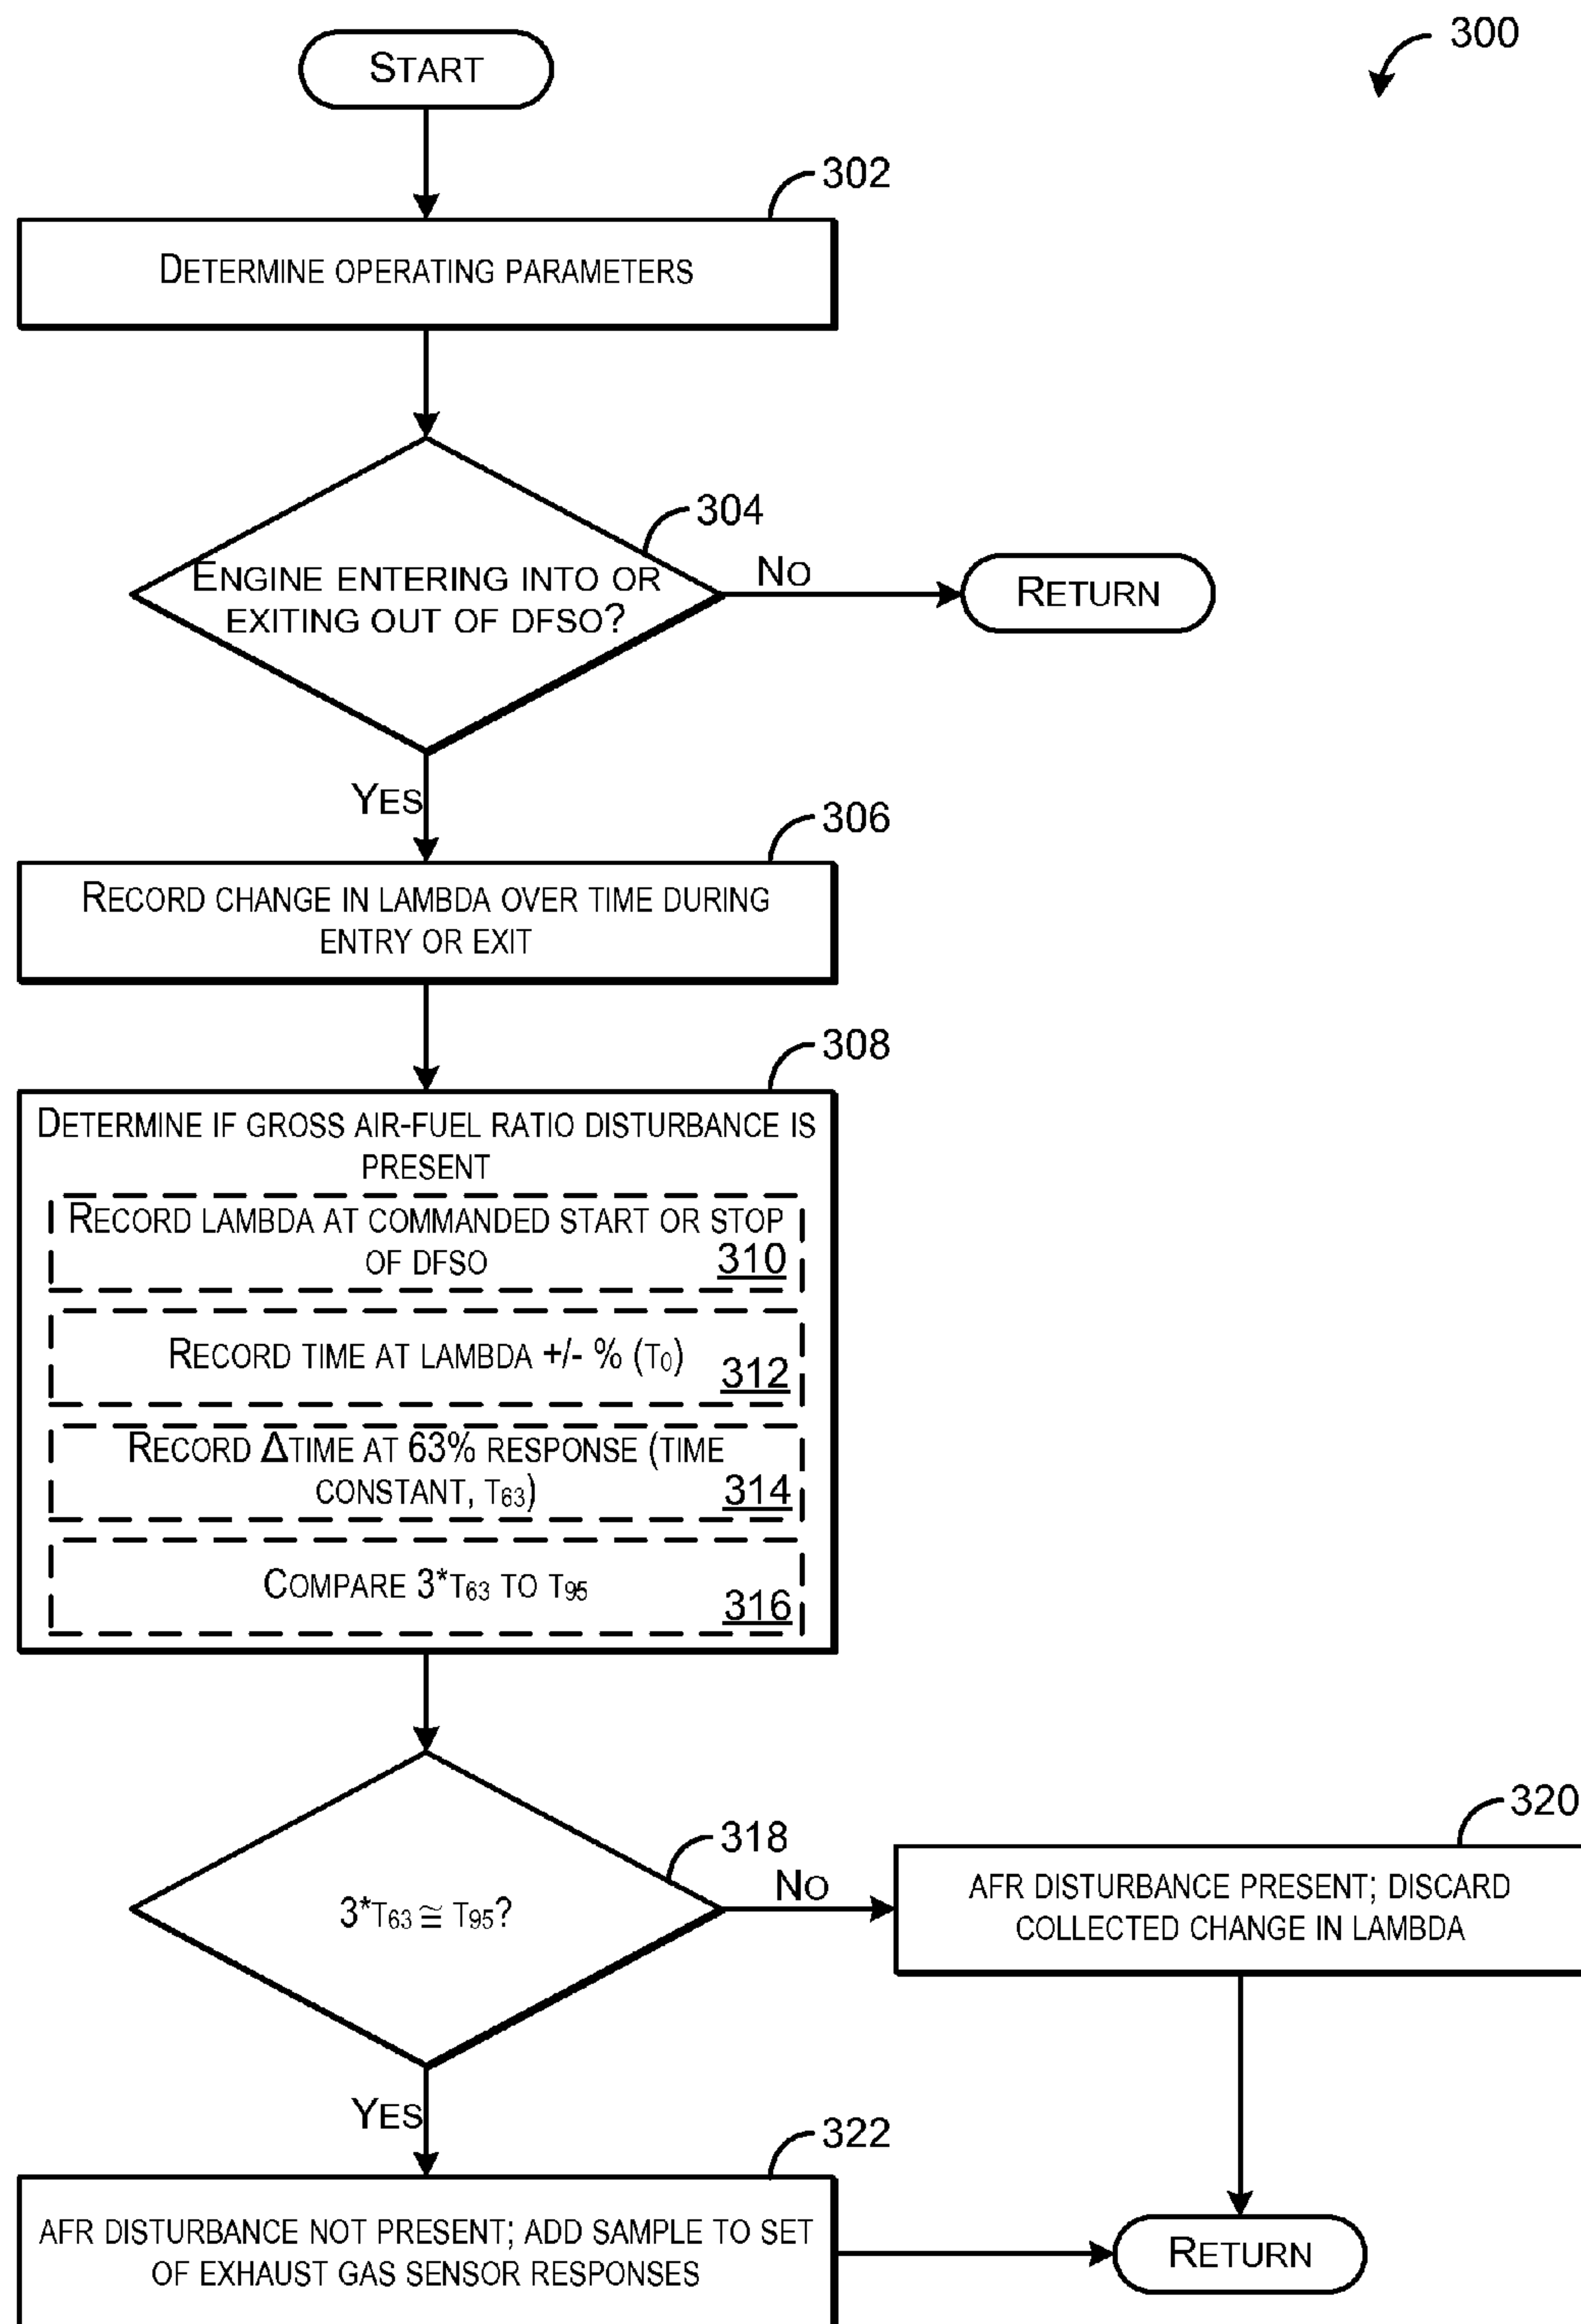 300
START
302
DETERMINE OPERATING PARAMETERS
304
ENGINE ENTERING INTO OR
EXITING OUT OF DFSO?
NO
RETURN
YES
306
RECORD CHANGE IN LAMBDA OVER TIME DURING
ENTRY OR EXIT
308
DETERMINE IF GROSS AIR-FUEL RATIO DISTURBANCE IS
PRESENT
RECORD LAMBDA AT COMMANDED START OR STOP
OF DFSO 310
RECORD TIME AT LAMBDA +/- % (T0)
312
RECORD ΔTIME AT 63% RESPONSE (TIME
CONSTANT, T63) 314
COMPARE 3*T63 TO T95
316
318
3*T63 ≅ T95?
NO
320
AFR DISTURBANCE PRESENT; DISCARD
COLLECTED CHANGE IN LAMBDA
YES
322
AFR DISTURBANCE NOT PRESENT; ADD SAMPLE TO SET
OF EXHAUST GAS SENSOR RESPONSES
RETURN